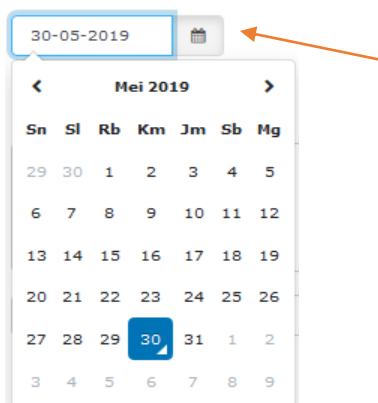 30-05-2019
Mei 2019
Sn Sl Rb Km Jm Sb Mg
29 30 1 2 3 4 5
6 7 8 9 10 11 12
13 14 15 16 17 18 19
20 21 22 23 24 25 26
27 28 29 30 31 1 2
3 4 5 6 7 8 9